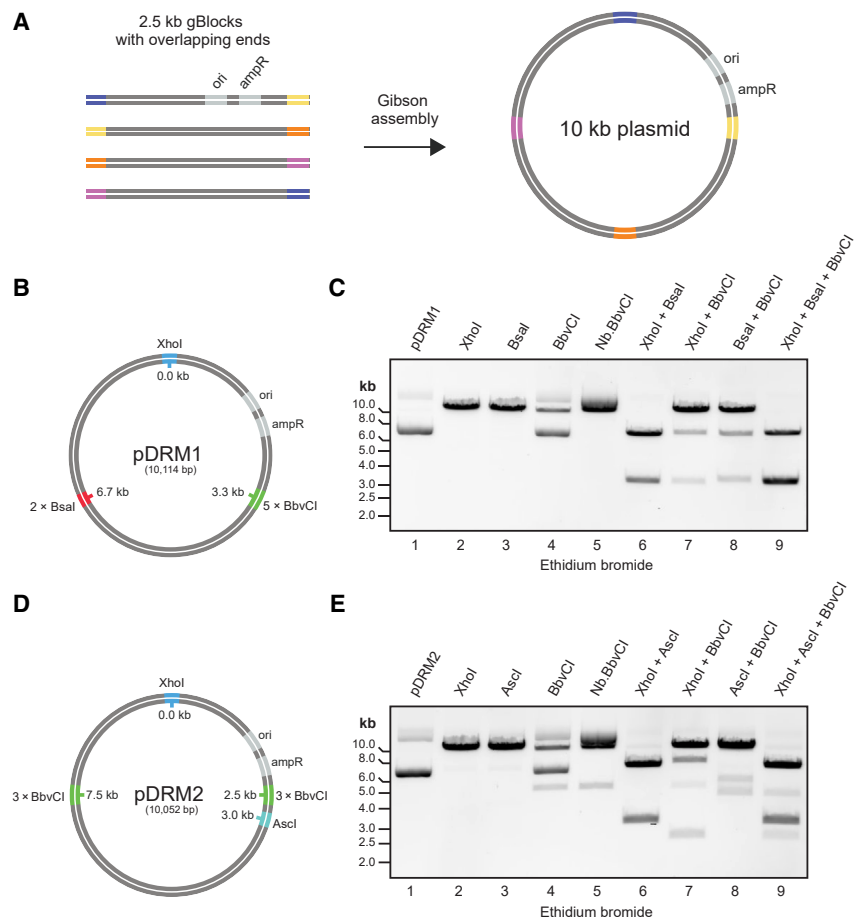 A
2.5 kb gBlocks
with overlapping ends
ori
ampR
Gibson
assembly
ori
ampR
10 kb plasmid
B
XhoI
0.0 kb
ori
ampR
pDRM1
(10,114 bp)
6.7 kb
3.3 kb
2 × BsaI
5 × BbvCI
C
pDRM1
XhoI
BsaI
BbvCI
Nb.BbvCI
XhoI + BsaI
XhoI + BbvCI
BsaI + BbvCI
XhoI + BsaI + BbvCI
kb
10.0
8.0
6.0
5.0
4.0
3.0
2.5
2.0
1 2 3 4 5 6 7 8 9
Ethidium bromide
D
XhoI
0.0 kb
ori
ampR
3 × BbvCI
7.5 kb
pDRM2
(10,052 bp)
2.5 kb
3 × BbvCI
3.0 kb
AscI
E
pDRM2
XhoI
AscI
BbvCI
Nb.BbvCI
XhoI + AscI
XhoI + BbvCI
AscI + BbvCI
XhoI + AscI + BbvCI
kb
10.0
8.0
6.0
5.0
4.0
3.0
2.5
2.0
1 2 3 4 5 6 7 8 9
Ethidium bromide